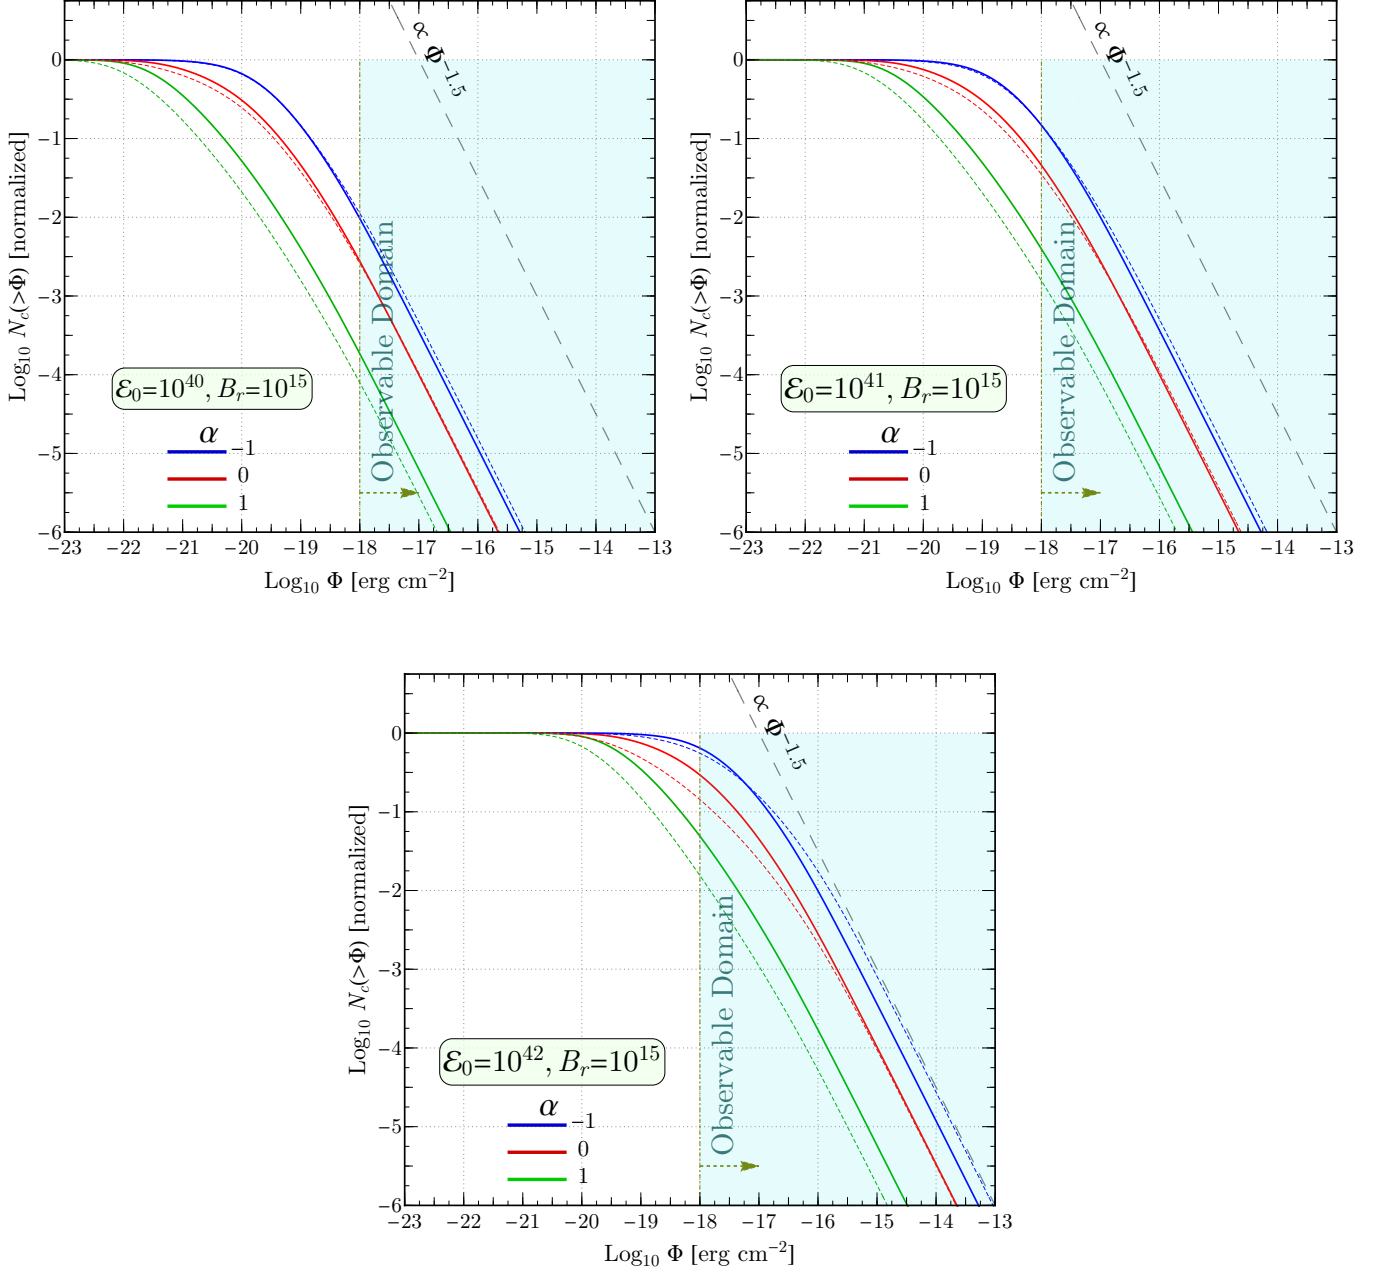 ∝ Φ^−1.5
Log10 Nc(>Φ) [normalized]
0
−1
−2
−3
−4
−5
−6
Observable Domain
ℰ0=10^40, Br=10^15
α
−1
0
1
−23 −22 −21 −20 −19 −18 −17 −16 −15 −14 −13
Log10 Φ [erg cm^−2]
∝ Φ^−1.5
Log10 Nc(>Φ) [normalized]
0
−1
−2
−3
−4
−5
−6
Observable Domain
ℰ0=10^41, Br=10^15
α
−1
0
1
−23 −22 −21 −20 −19 −18 −17 −16 −15 −14 −13
Log10 Φ [erg cm^−2]
∝ Φ^−1.5
Log10 Nc(>Φ) [normalized]
0
−1
−2
−3
−4
−5
−6
Observable Domain
ℰ0=10^42, Br=10^15
α
−1
0
1
−23 −22 −21 −20 −19 −18 −17 −16 −15 −14 −13
Log10 Φ [erg cm^−2]